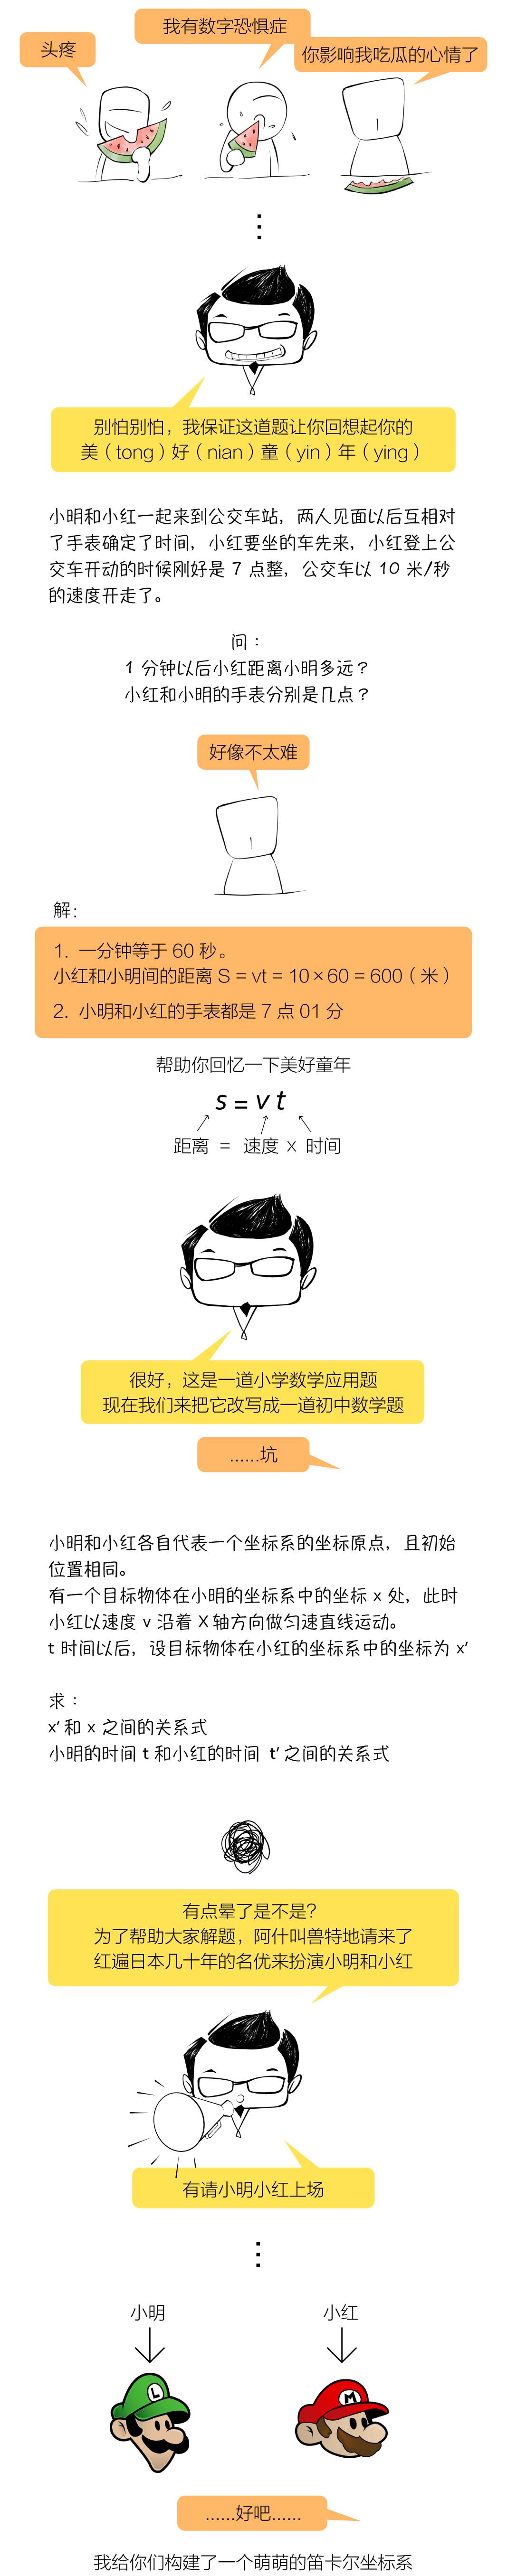 我有数字恐惧症
头疼
你影响我吃瓜的心情了
别怕别怕，我保证这道题让你回想起你的
美（tong）好（nian）童（yin）年（ying）
小明和小红一起来到公交车站，两人见面以后互相对
了手表确定了时间，小红要坐的车先来，小红登上公
交车开动的时候刚好是 7 点整，公交车以 10 米/秒
的速度开走了。
问：
1 分钟以后小红距离小明多远？
小红和小明的手表分别是几点？
好像不太难
解：
1. 一分钟等于 60 秒。
小红和小明间的距离 S = vt = 10 × 60 = 600（米）
2. 小明和小红的手表都是 7 点 01 分
帮助你回忆一下美好童年
s = v t
距离 = 速度 x 时间
很好，这是一道小学数学应用题
现在我们来把它改写成一道初中数学题
......坑
小明和小红各自代表一个坐标系的坐标原点，且初始
位置相同。
有一个目标物体在小明的坐标系中的坐标 x 处，此时
小红以速度 v 沿着 X 轴方向做匀速直线运动。
t 时间以后，设目标物体在小红的坐标系中的坐标为 x′
求：
x′ 和 x 之间的关系式
小明的时间 t 和小红的时间 t′ 之间的关系式
有点晕了是不是？
为了帮助大家解题，阿什叫兽特地请来了
红遍日本几十年的名优来扮演小明和小红
有请小明小红上场
小明 小红
L M
......好吧......
我给你们构建了一个萌萌的笛卡尔坐标系